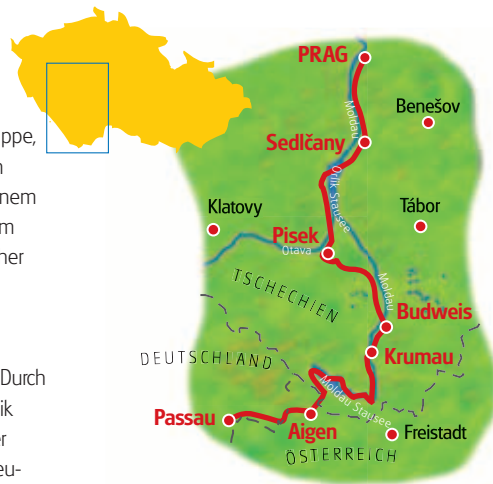 ppe,
n
nem
m
ner
Durch
ik
er
eu-
PRAG
Moldau
Benešov
Sedlčany
Orlik Stausee
Klatovy
Tábor
Pisek
Otava
Moldau
TSCHECHIEN
Budweis
DEUTSCHLAND
Krumau
Moldau Stausee
Passau
Aigen
Freistadt
ÖSTERREICH